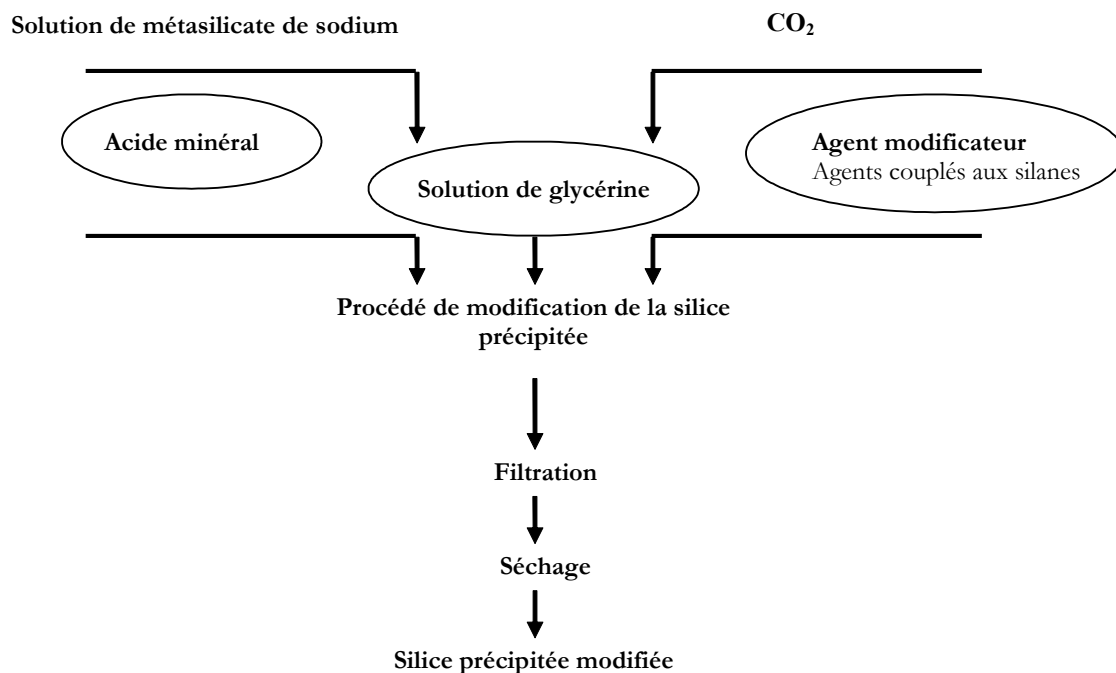 Solution de métasilicate de sodium
CO₂
Acide minéral
Agent modificateur
Agents couplés aux silanes
Solution de glycérine
Procédé de modification de la silice
précipitée
Filtration
Séchage
Silice précipitée modifiée